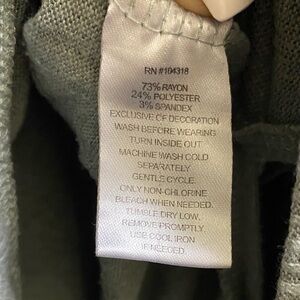 RN #194318
73% RAYON
24% POLYESTER
3% SPANDEX
EXCLUSIVE OF DECORATION
WASH BEFORE WEARING
TURN INSIDE OUT
MACHINE WASH COLD
SEPARATELY
GENTLE CYCLE.
ONLY NON-CHLORINE
BLEACH WHEN NEEDED.
TUMBLE DRY LOW.
REMOVE PROMPTLY.
USE COOL IRON
IF NEEDED.